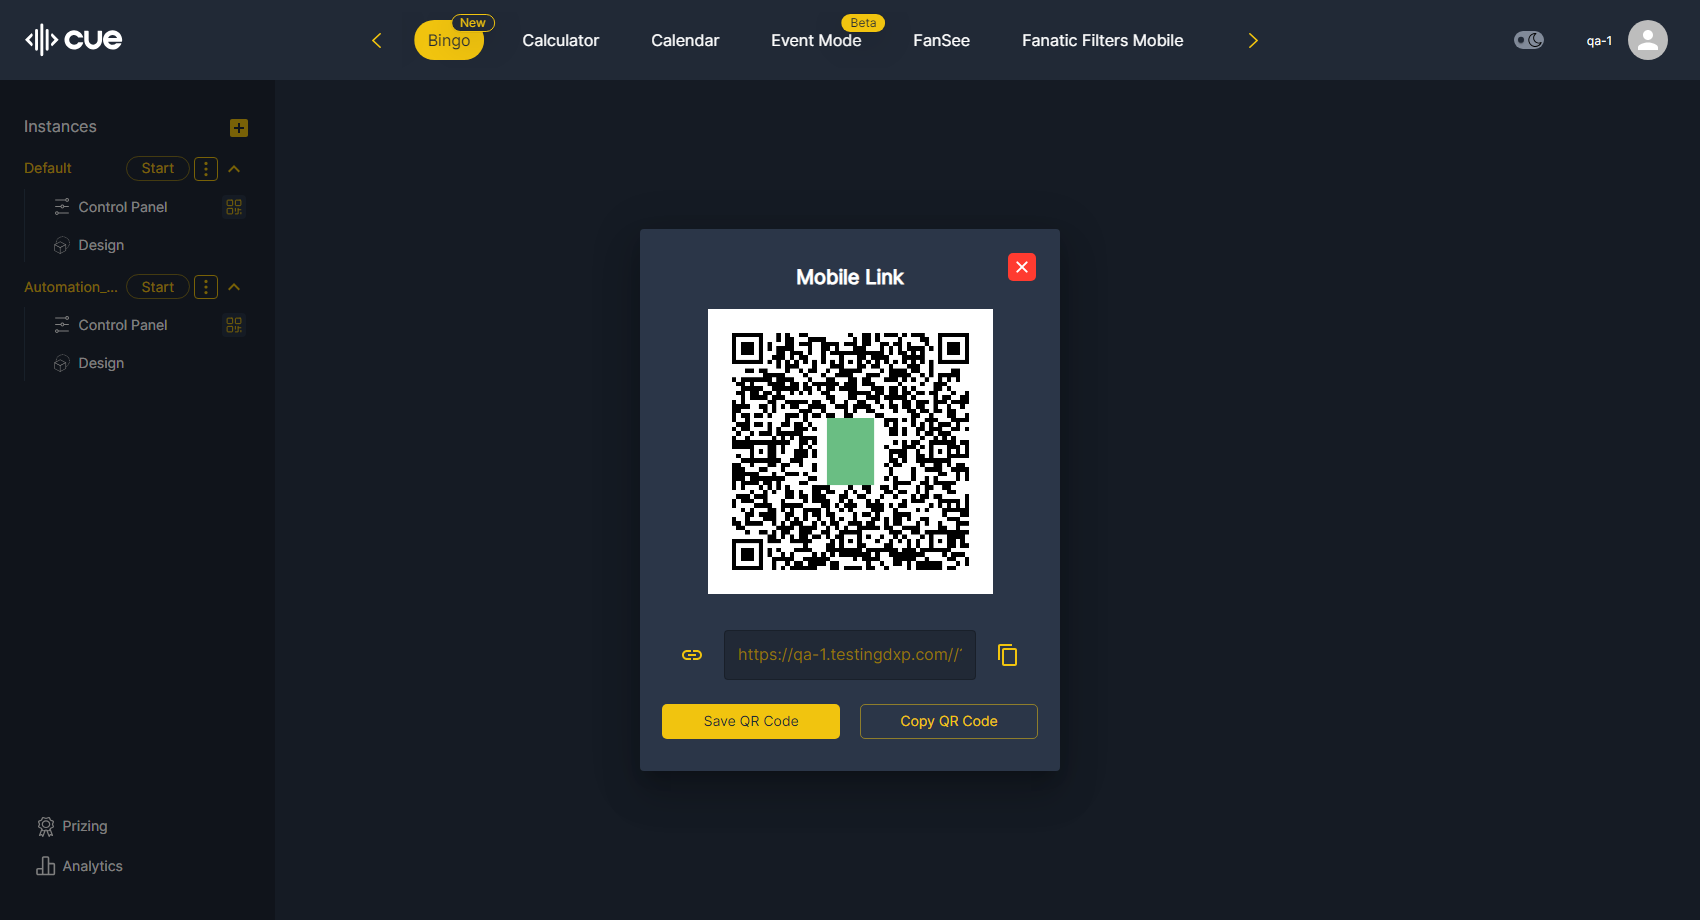 cue
Bingo
New
Calculator
Calendar
Event Mode
Beta
FanSee
Fanatic Filters Mobile
qa-1
Instances
Default
Start
Control Panel
Design
Automation_...
Start
Control Panel
Design
Prizing
Analytics
Mobile Link
https://qa-1.testingdxp.com//
Save QR Code
Copy QR Code